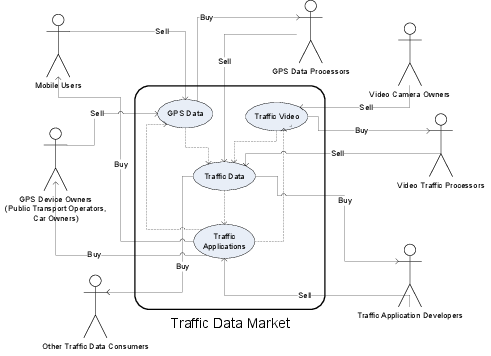 Buy
Sell
Mobile Users
GPS Data Processors
Sell
Video Camera Owners
Sell
Sell
GPS Data
Traffic Video
Buy
Sell
Buy
Traffic Data
Video Traffic Processors
GPS Device Owners
(Public Transport Operators,
Car Owners)
Buy
Traffic
Applications
Buy
Buy
Sell
Traffic Application Developers
Traffic Data Market
Other Traffic Data Consumers